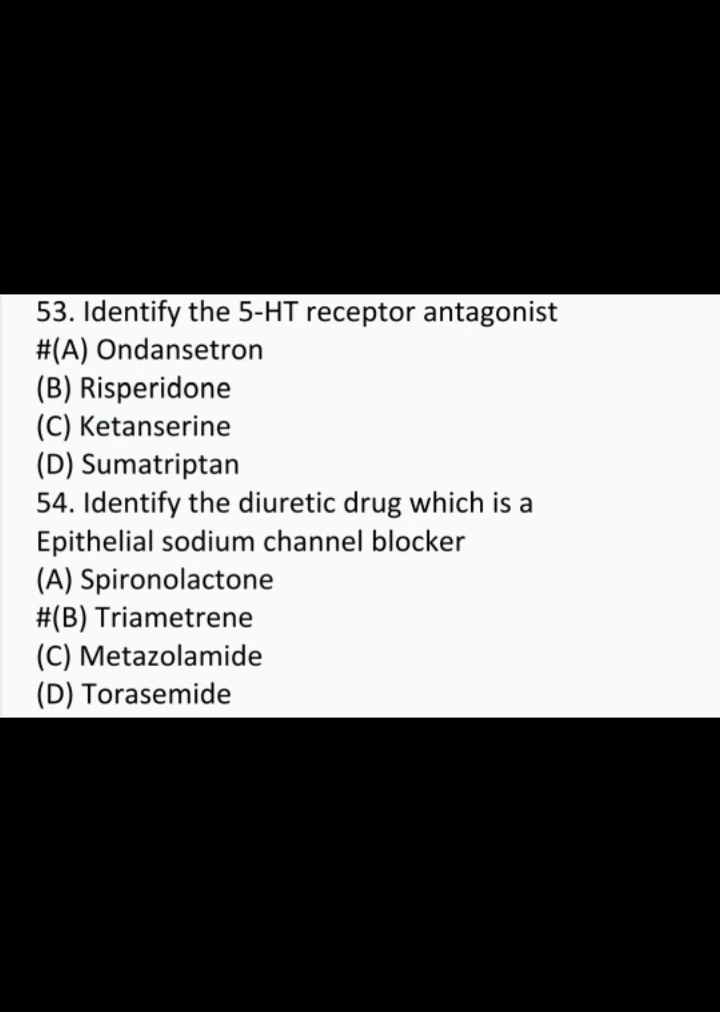 53. Identify the 5-HT receptor antagonist
#(A) Ondansetron
(B) Risperidone
(C) Ketanserine
(D) Sumatriptan
54. Identify the diuretic drug which is a
Epithelial sodium channel blocker
(A) Spironolactone
#(B) Triametrene
(C) Metazolamide
(D) Torasemide